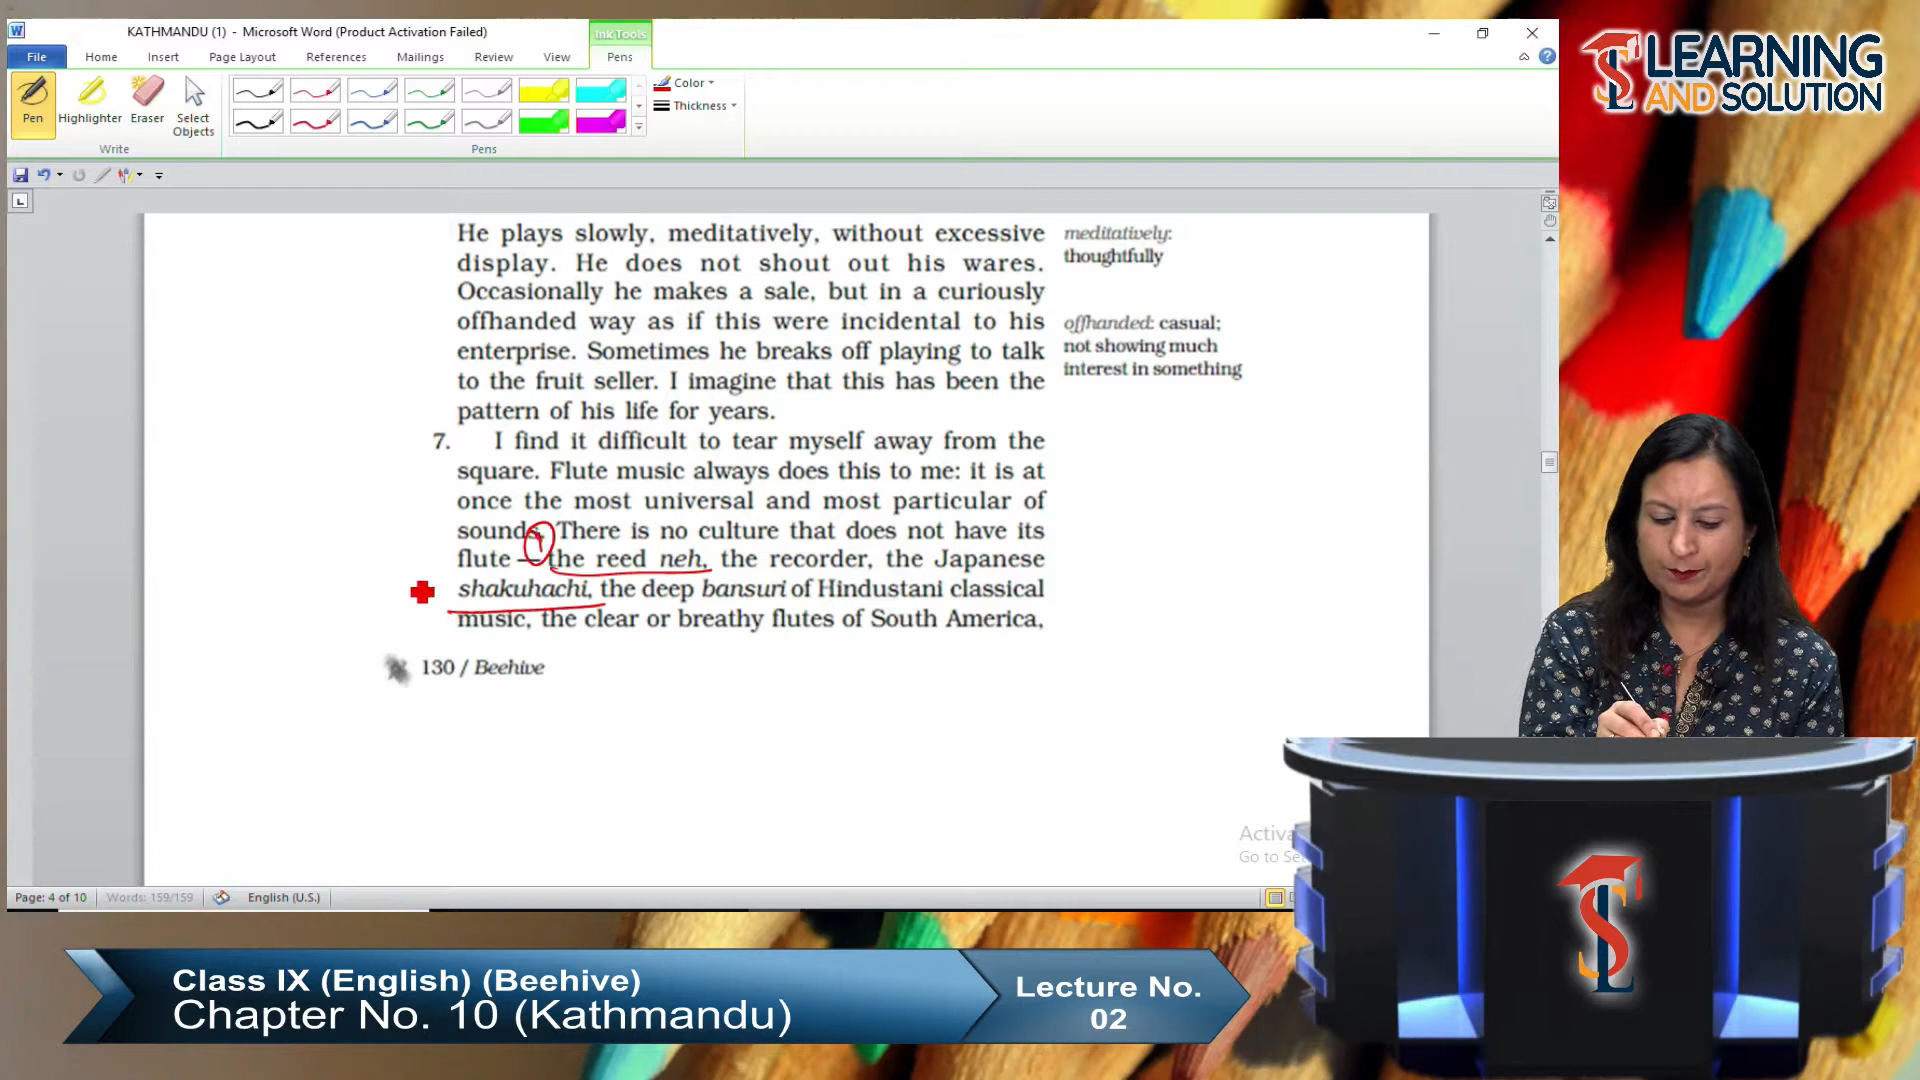 KATHMANDU (1) - Microsoft Word (Product Activation Failed)
Ink Tools
File Home Insert Page Layout References Mailings Review View Pens
Pen Highlighter Eraser Select Objects
Color
Thickness
Write
Pens
LEARNING
AND SOLUTION
He plays slowly, meditatively, without excessive
display. He does not shout out his wares.
Occasionally he makes a sale, but in a curiously
offhanded way as if this were incidental to his
enterprise. Sometimes he breaks off playing to talk
to the fruit seller. I imagine that this has been the
pattern of his life for years.
meditatively:
thoughtfully
offhanded: casual;
not showing much
interest in something
7. I find it difficult to tear myself away from the
square. Flute music always does this to me: it is at
once the most universal and most particular of
sounds. There is no culture that does not have its
flute — the reed neh, the recorder, the Japanese
shakuhachi, the deep bansuri of Hindustani classical
music, the clear or breathy flutes of South America,
130 / Beehive
Page: 4 of 10 Words: 159/159 English (U.S.)
Class IX (English) (Beehive)
Chapter No. 10 (Kathmandu)
Lecture No.
02